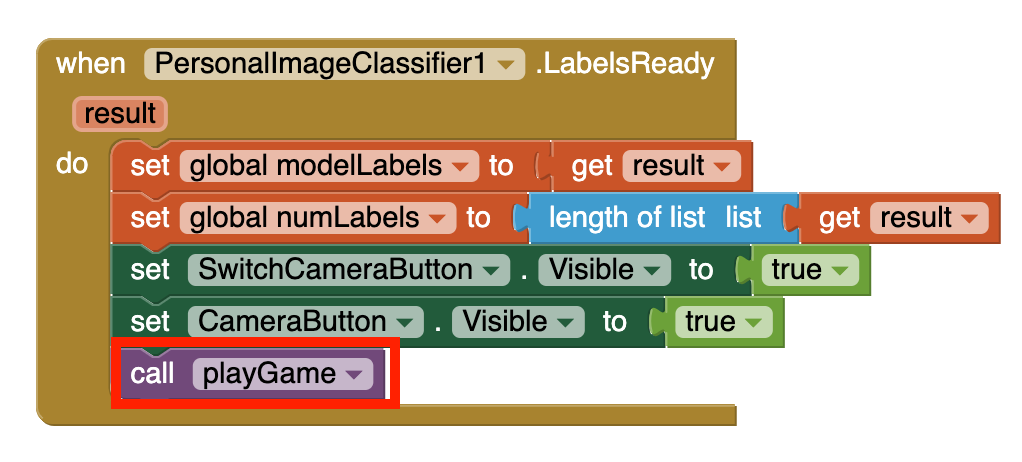 when PersonalImageClassifier1 .LabelsReady
result
do set global modelLabels to get result
set global numLabels to length of list list get result
set SwitchCameraButton . Visible to true
set CameraButton . Visible to true
call playGame